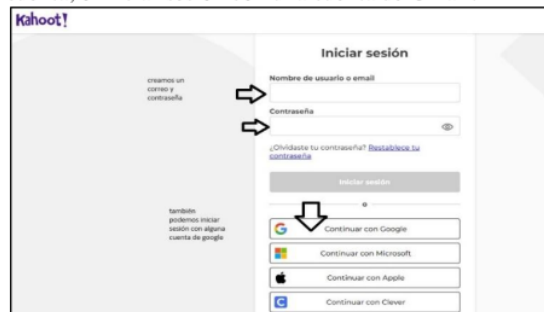 Kahoot!
Iniciar sesión
Nombre de usuario o email
creamos un
correo y
contraseña
Contraseña
¿Olvidaste tu contraseña? Restablece tu
contraseña
Iniciar sesión
o
también
podemos iniciar
sesión con alguna
cuenta de google
Continuar con Google
Continuar con Microsoft
Continuar con Apple
Continuar con Clever